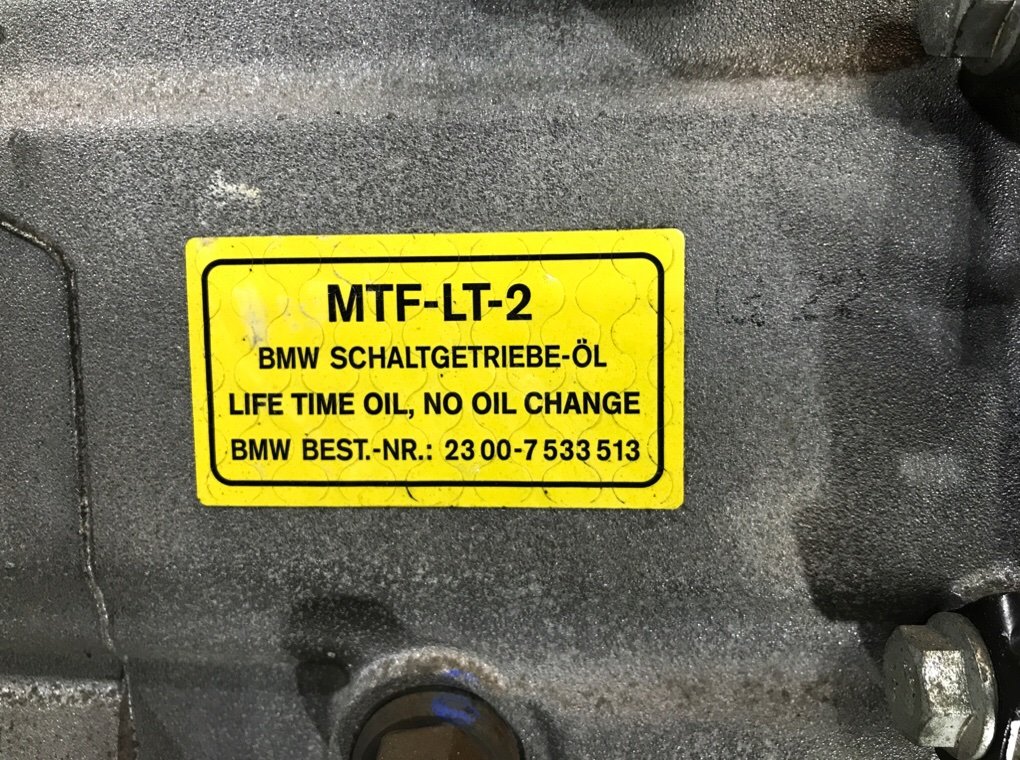 MTF-LT-2
BMW SCHALTGETRIEBE-ÖL
LIFE TIME OIL, NO OIL CHANGE
BMW BEST.-NR.: 23 00-7 533 513